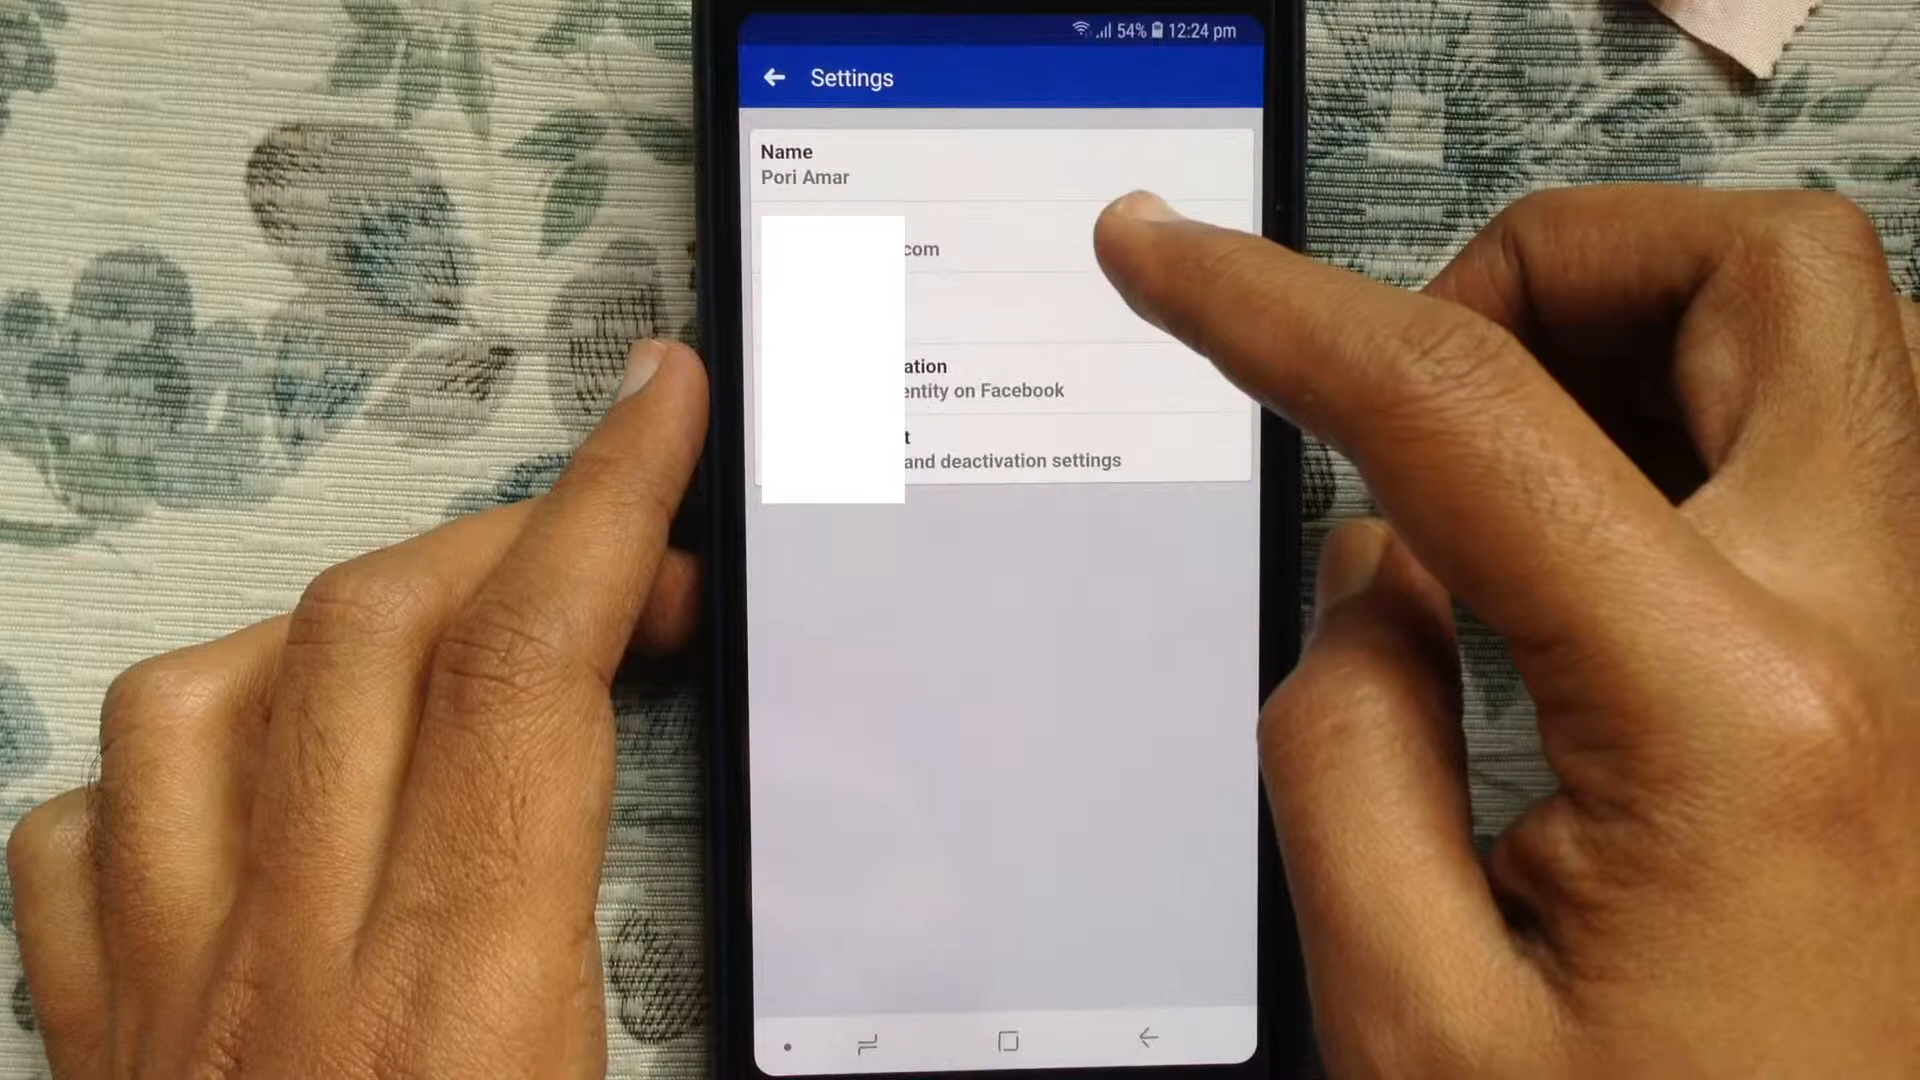 54% 12:24 pm
Settings
Name
Pori Amar
com
ation
entity on Facebook
t
and deactivation settings